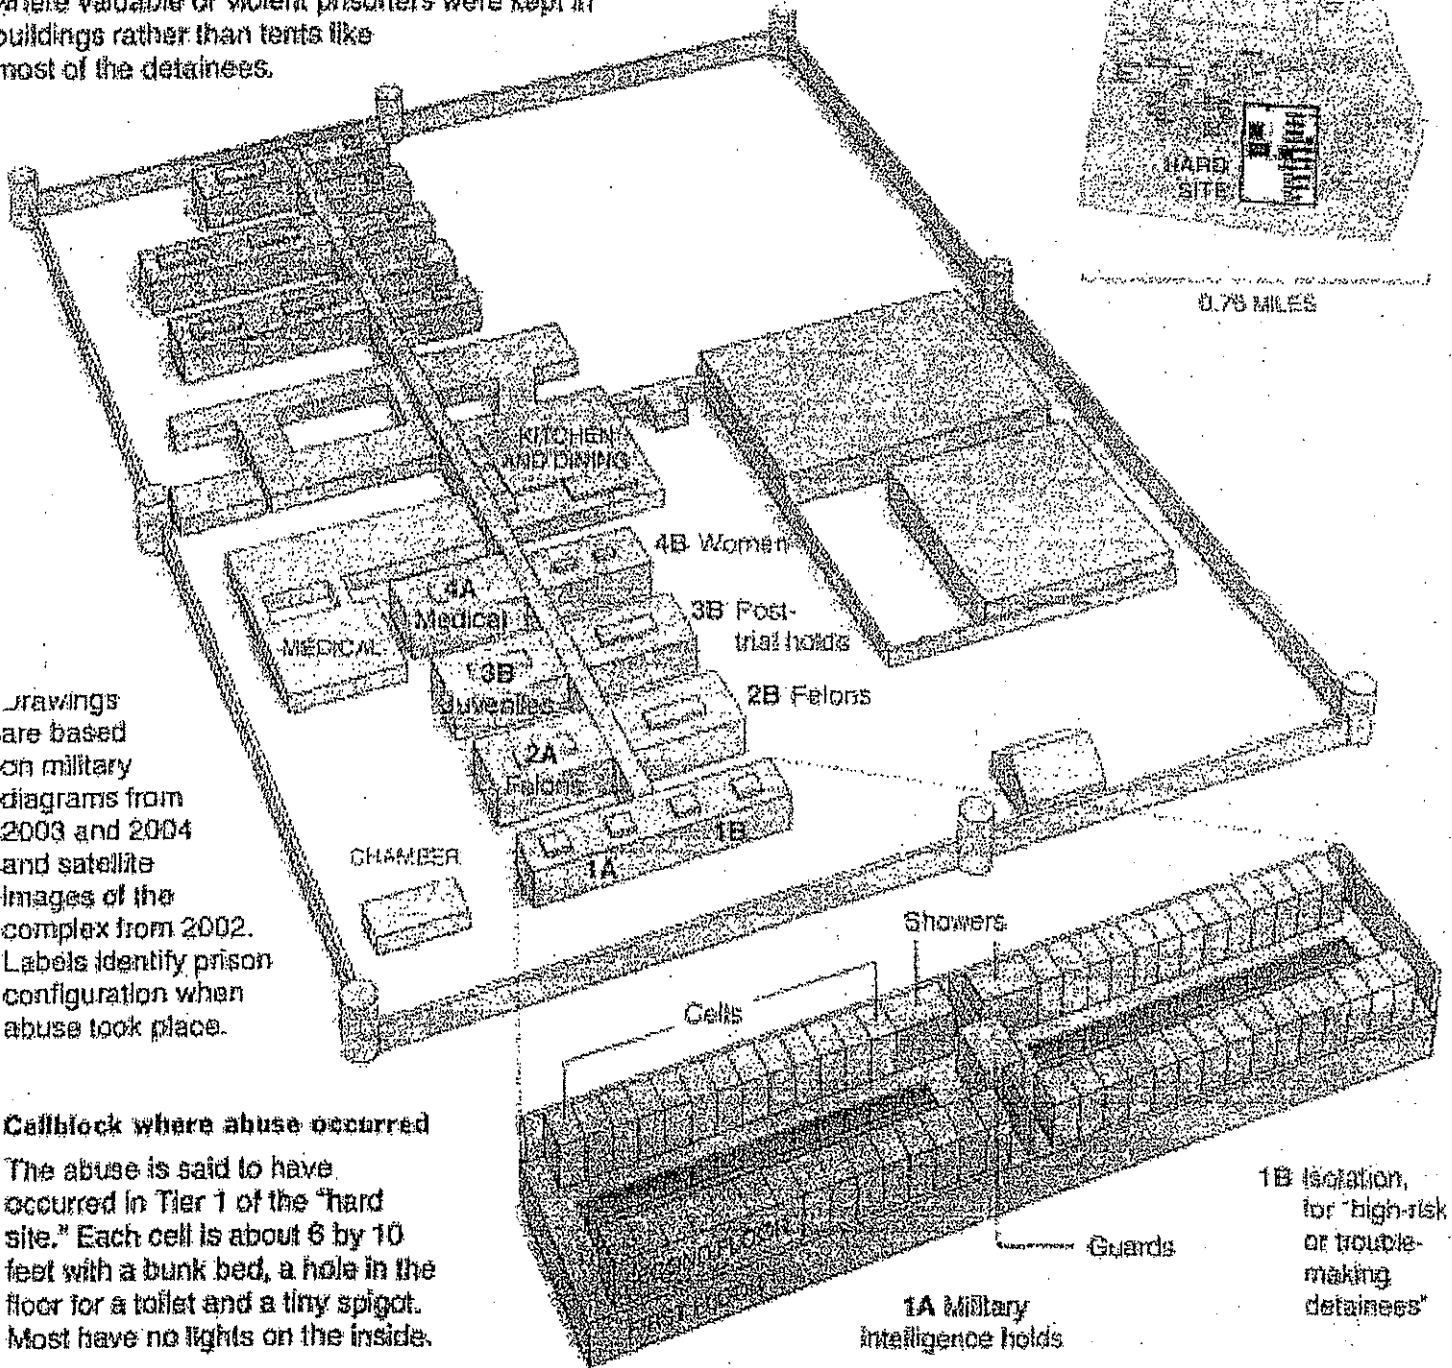 where valuable or violent prisoners were kept in
buildings rather than tents like
most of the detainees.
HARD
SITE
0.76 MILES
KITCHEN
AND DINING
4B Women
4A
Medical
3B Post-
trial holds
MEDICAL
3B
Juveniles
2B Felons
2A
Felons
1B
1A
CHAMBER
Drawings
are based
on military
diagrams from
2003 and 2004
and satellite
images of the
complex from 2002.
Labels identify prison
configuration when
abuse took place.
Showers
Cells
Cellblock where abuse occurred
The abuse is said to have
occurred in Tier 1 of the "hard
site." Each cell is about 6 by 10
feet with a bunk bed, a hole in the
floor for a toilet and a tiny spigot.
Most have no lights on the inside.
FLOOR
FIRST
Guards
1A Military
intelligence holds
1B Isolation,
for "high-risk
or trouble-
making
detainees"